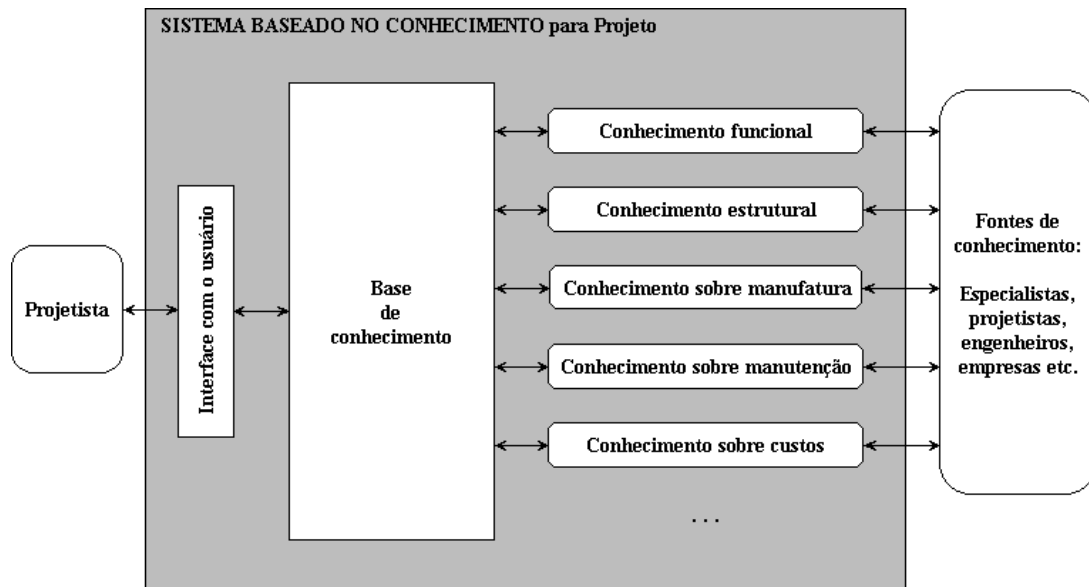 SISTEMA BASEADO NO CONHECIMENTO para Projeto
Projetista
Interface com o usuário
Base
de
conhecimento
Conhecimento funcional
Conhecimento estrutural
Conhecimento sobre manufatura
Conhecimento sobre manutenção
Conhecimento sobre custos
. . .
Fontes de
conhecimento:
Especialistas,
projetistas,
engenheiros,
empresas etc.